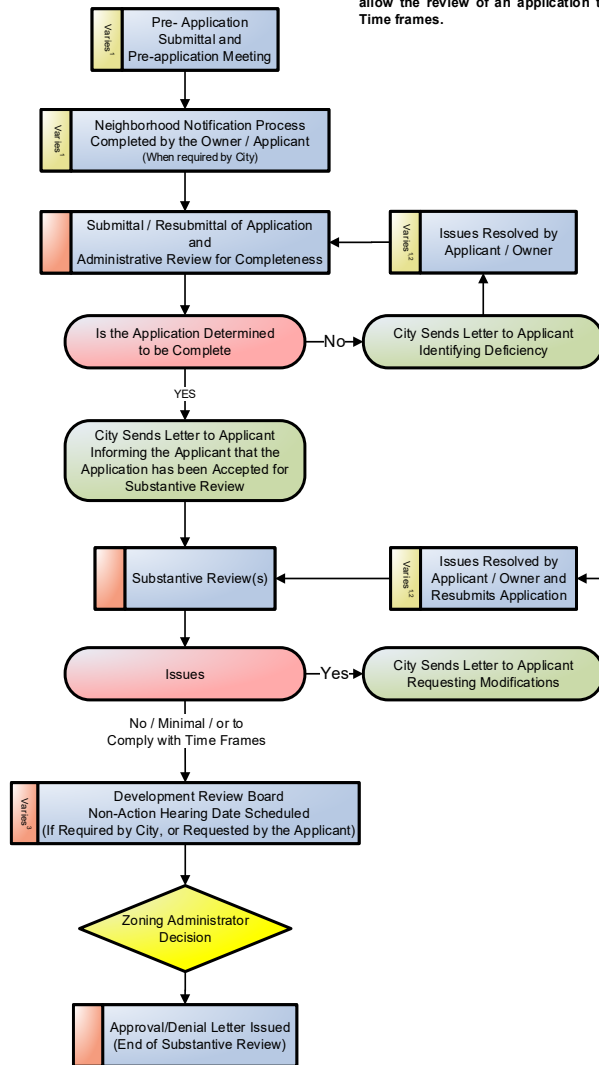 allow the review of an application t
Time frames.
Varies1
Pre- Application
Submittal and
Pre-application Meeting
Varies1
Neighborhood Notification Process
Completed by the Owner / Applicant
(When required by City)
Submittal / Resubmittal of Application
and
Administrative Review for Completeness
Varies1,2
Issues Resolved by
Applicant / Owner
Is the Application Determined
to be Complete
No
City Sends Letter to Applicant
Identifying Deficiency
YES
City Sends Letter to Applicant
Informing the Applicant that the
Application has been Accepted for
Substantive Review
Substantive Review(s)
Varies1,2
Issues Resolved by
Applicant / Owner and
Resubmits Application
Issues
Yes
City Sends Letter to Applicant
Requesting Modifications
No / Minimal / or to
Comply with Time Frames
Varies3
Development Review Board
Non-Action Hearing Date Scheduled
(If Required by City, or Requested by the Applicant)
Zoning Administrator
Decision
Approval/Denial Letter Issued
(End of Substantive Review)